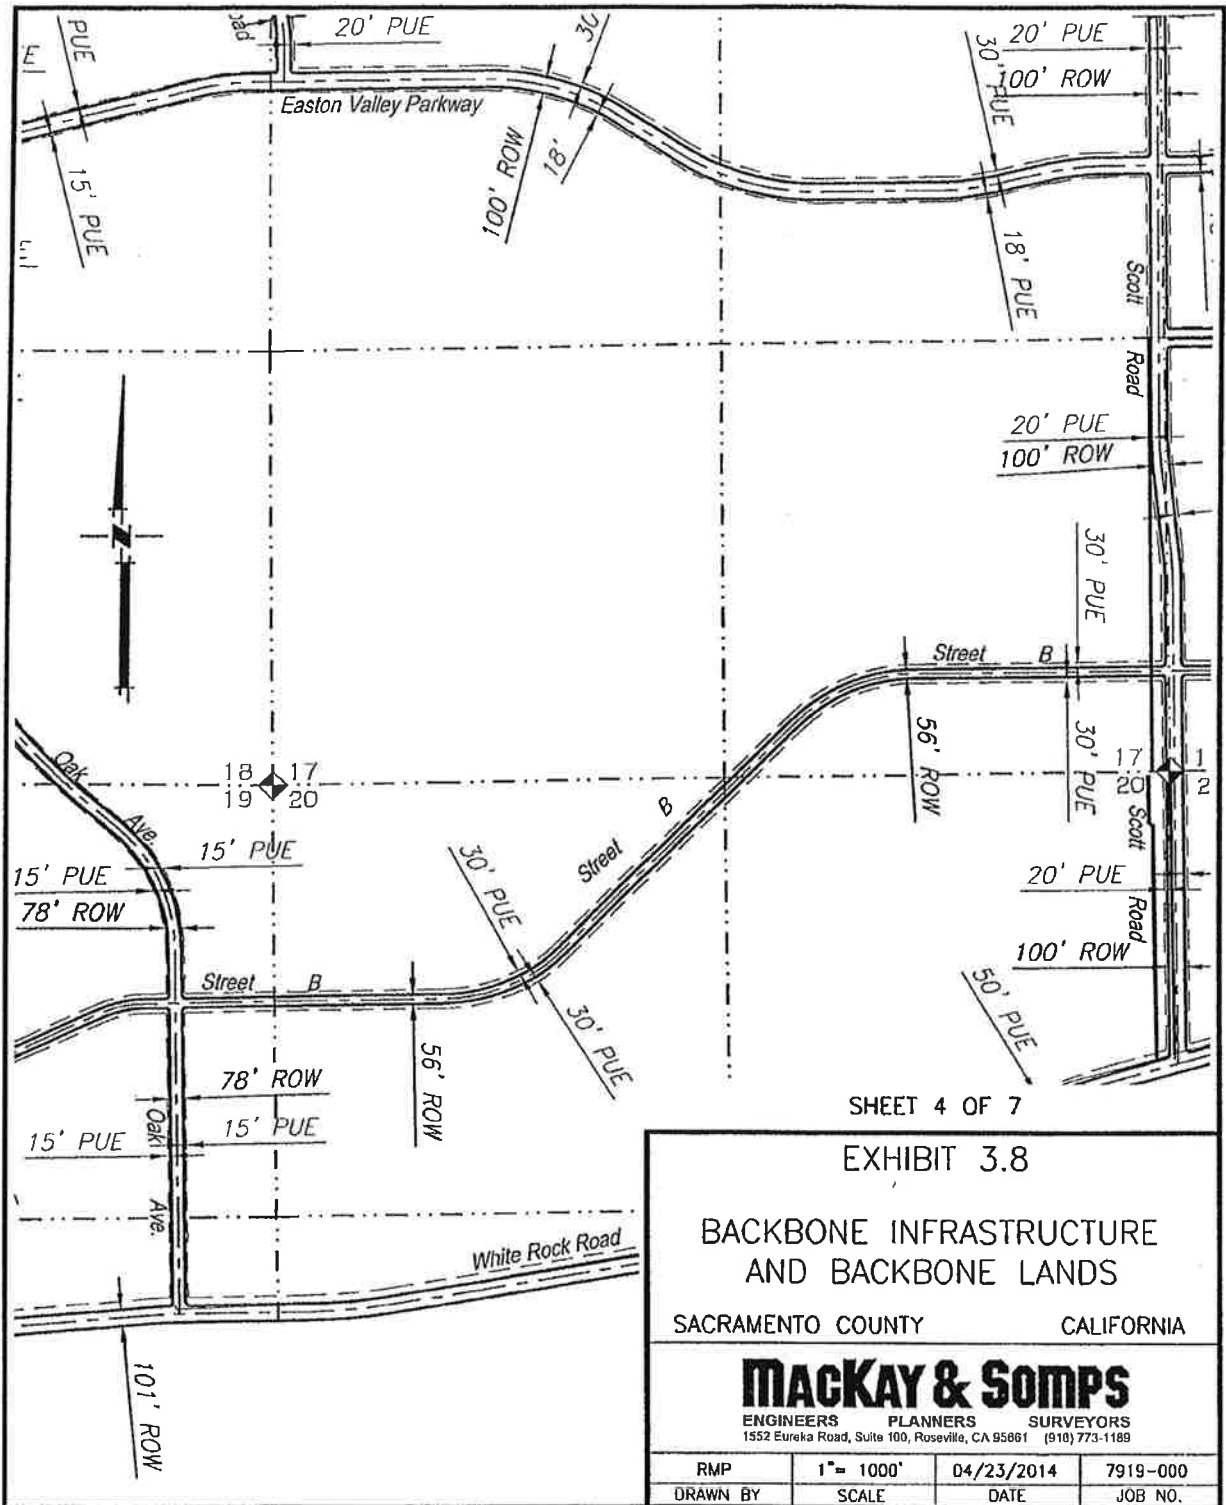 oad
20' PUE
30'
PUE
E
20' PUE
30' PUE
100' ROW
Easton Valley Parkway
100' ROW
18'
15' PUE
18' PUE
Scott
Road
20' PUE
100' ROW
30' PUE
Street B
56' ROW
30' PUE
17 1
20 2
Oak
Ave.
18 17
19 20
Street B
Scott
Road
15' PUE
15' PUE
78' ROW
30' PUE
20' PUE
100' ROW
50' PUE
Street B
30' PUE
56' ROW
78' ROW
15' PUE
15' PUE
Oak
Ave.
White Rock Road
101' ROW
SHEET 4 OF 7
EXHIBIT 3.8
BACKBONE INFRASTRUCTURE
AND BACKBONE LANDS
SACRAMENTO COUNTY CALIFORNIA
MACKAY & SOMPS
ENGINEERS PLANNERS SURVEYORS
1552 Eureka Road, Suite 100, Roseville, CA 95661 (916) 773-1189
RMP 1"= 1000' 04/23/2014 7919-000
DRAWN BY SCALE DATE JOB NO.